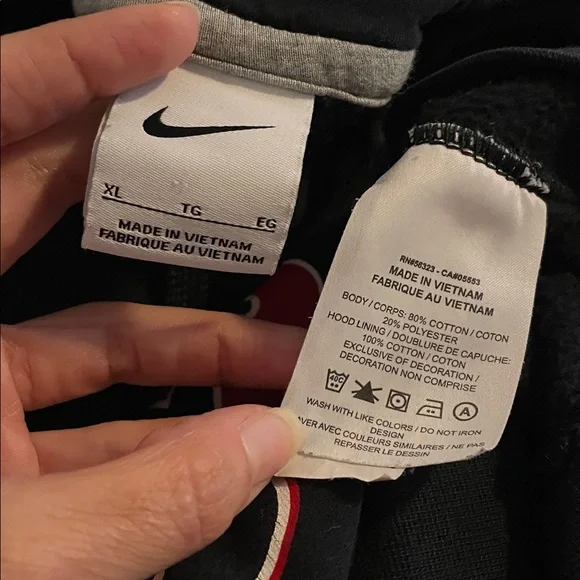 XL
TG
EG
MADE IN VIETNAM
FABRIQUE AU VIETNAM
RN#56323 - CA#05553
MADE IN VIETNAM
FABRIQUE AU VIETNAM
BODY / CORPS: 80% COTTON / COTON
20% POLYESTER
HOOD LINING / DOUBLURE DE CAPUCHE:
100% COTTON / COTON
EXCLUSIVE OF DECORATION /
DECORATION NON COMPRISE
40C
A
WASH WITH LIKE COLORS / DO NOT IRON
DESIGN
AVER AVEC COULEURS SIMILAIRES / NE PAS
REPASSER LE DESSIN